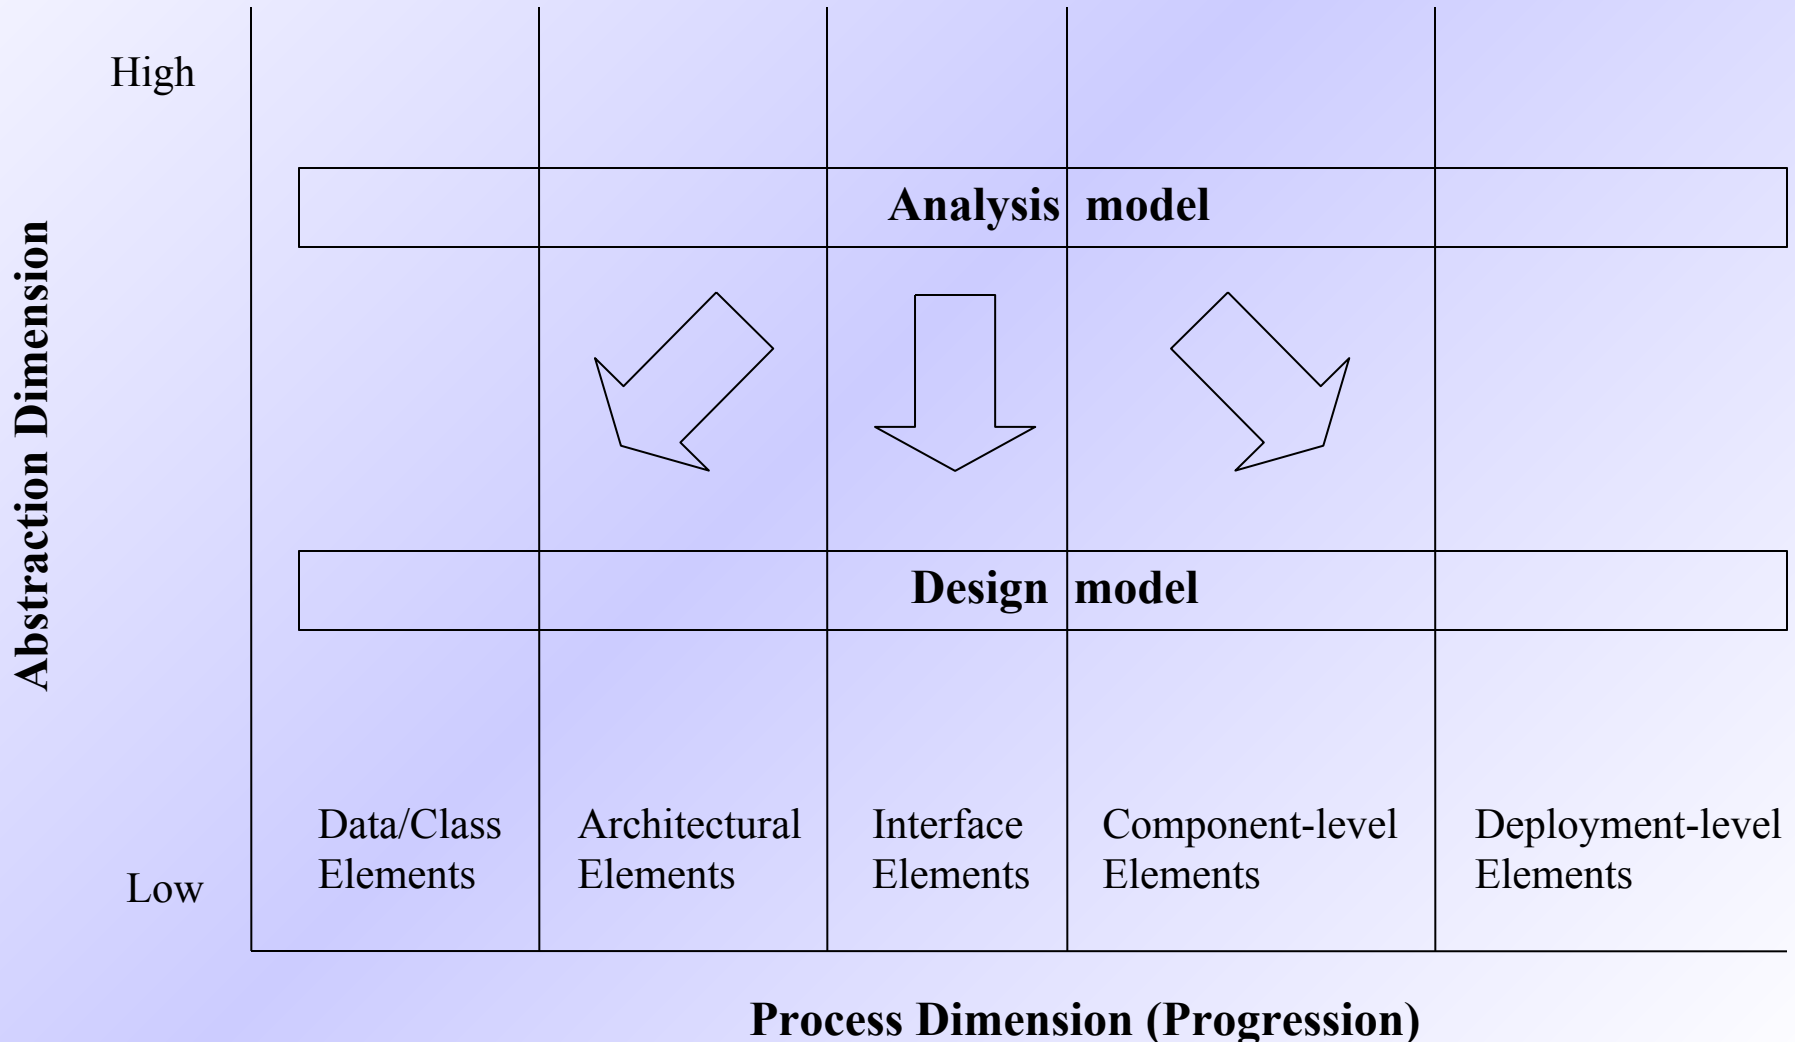 High
Abstraction Dimension
Analysis model
Design model
Data/Class
Elements
Architectural
Elements
Interface
Elements
Component-level
Elements
Deployment-level
Elements
Low
Process Dimension (Progression)